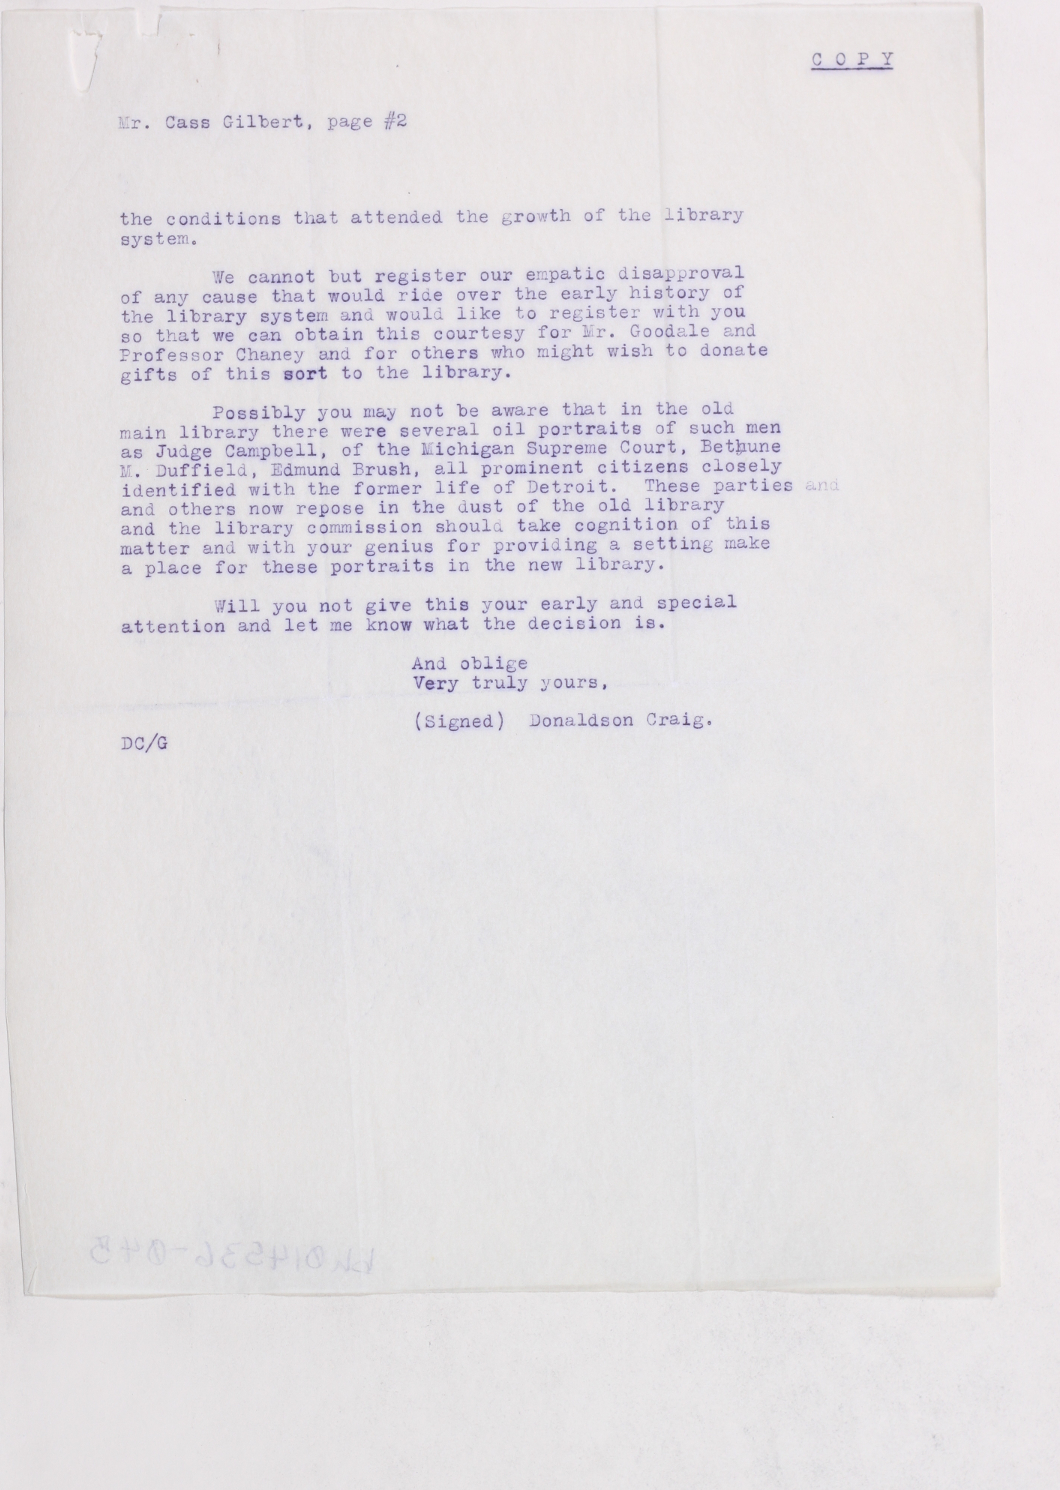 C O P Y
Mr. Cass Gilbert, page #2
the conditions that attended the growth of the library
system.
We cannot but register our empatic disapproval
of any cause that would ride over the early history of
the library system and would like to register with you
so that we can obtain this courtesy for Mr. Goodale and
Professor Chaney and for others who might wish to donate
gifts of this sort to the library.
Possibly you may not be aware that in the old
main library there were several oil portraits of such men
as Judge Campbell, of the Michigan Supreme Court, Bethune
M. Duffield, Edmund Brush, all prominent citizens closely
identified with the former life of Detroit. These parties and
and others now repose in the dust of the old library
and the library commission should take cognition of this
matter and with your genius for providing a setting make
a place for these portraits in the new library.
Will you not give this your early and special
attention and let me know what the decision is.
And oblige
Very truly yours,
(Signed) Donaldson Craig.
DC/G